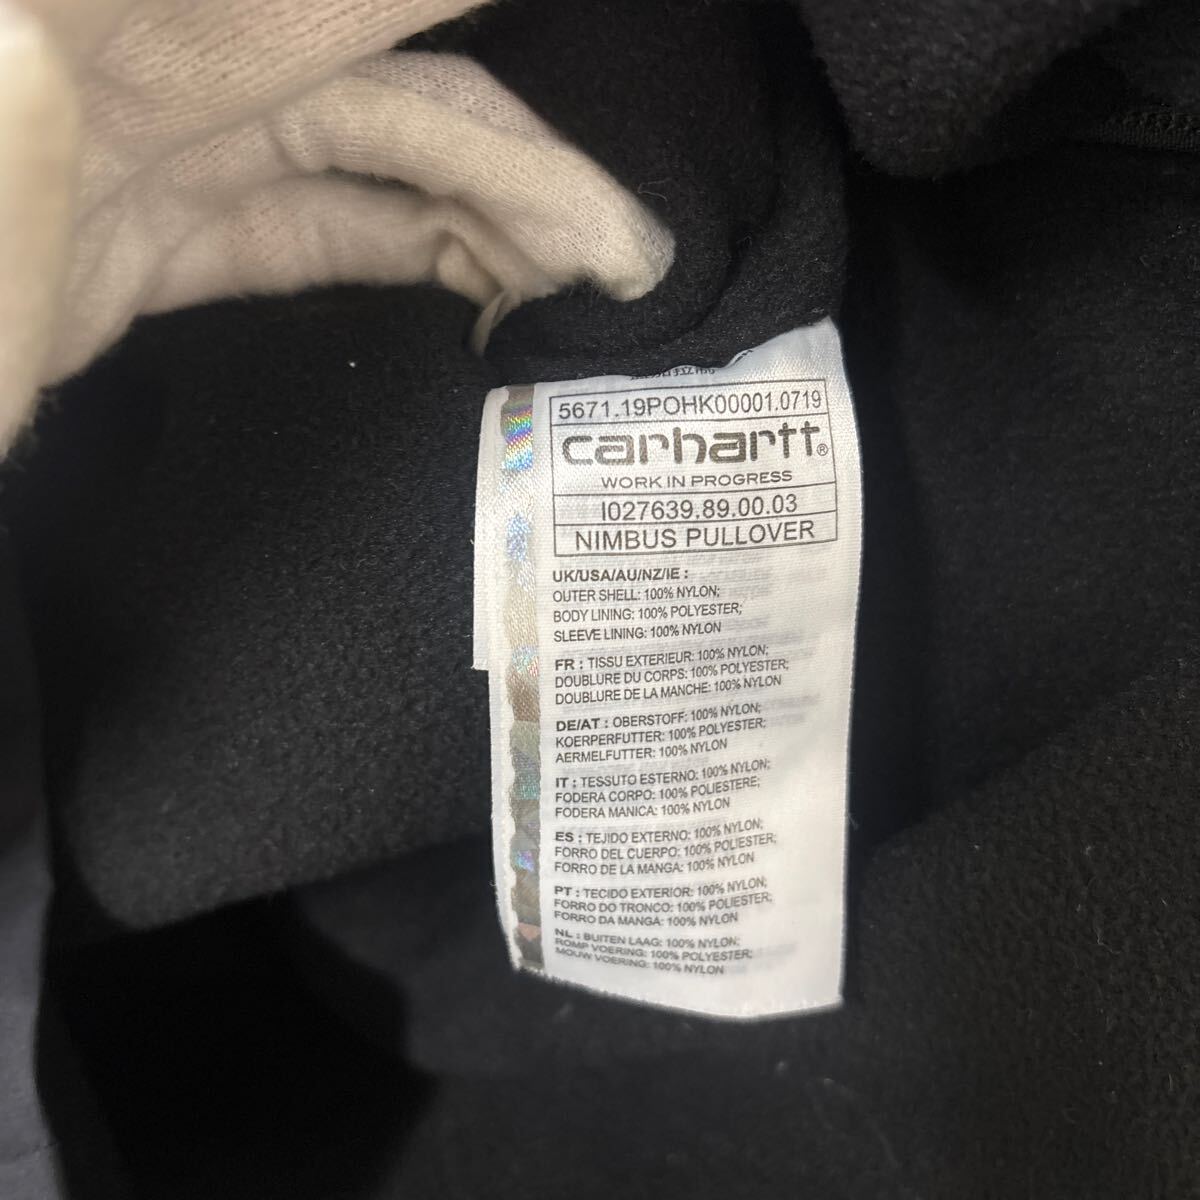 5671.19POHK00001.0719
carhartt®
WORK IN PROGRESS
I027639.89.00.03
NIMBUS PULLOVER
UK/USA/AU/NZ/IE :
OUTER SHELL: 100% NYLON;
BODY LINING: 100% POLYESTER;
SLEEVE LINING: 100% NYLON
FR : TISSU EXTERIEUR: 100% NYLON;
DOUBLURE DU CORPS: 100% POLYESTER;
DOUBLURE DE LA MANCHE: 100% NYLON
DE/AT : OBERSTOFF: 100% NYLON;
KOERPERFUTTER: 100% POLYESTER;
AERMELFUTTER: 100% NYLON
IT : TESSUTO ESTERNO: 100% NYLON;
FODERA CORPO: 100% POLIESTERE;
FODERA MANICA: 100% NYLON
ES : TEJIDO EXTERNO: 100% NYLON;
FORRO DEL CUERPO: 100% POLIESTER;
FORRO DE LA MANGA: 100% NYLON
PT : TECIDO EXTERIOR: 100% NYLON;
FORRO DO TRONCO: 100% POLIESTER;
FORRO DA MANGA: 100% NYLON
NL : BUITEN LAAG: 100% NYLON;
ROMP VOERING: 100% POLYESTER;
MOUW VOERING: 100% NYLON